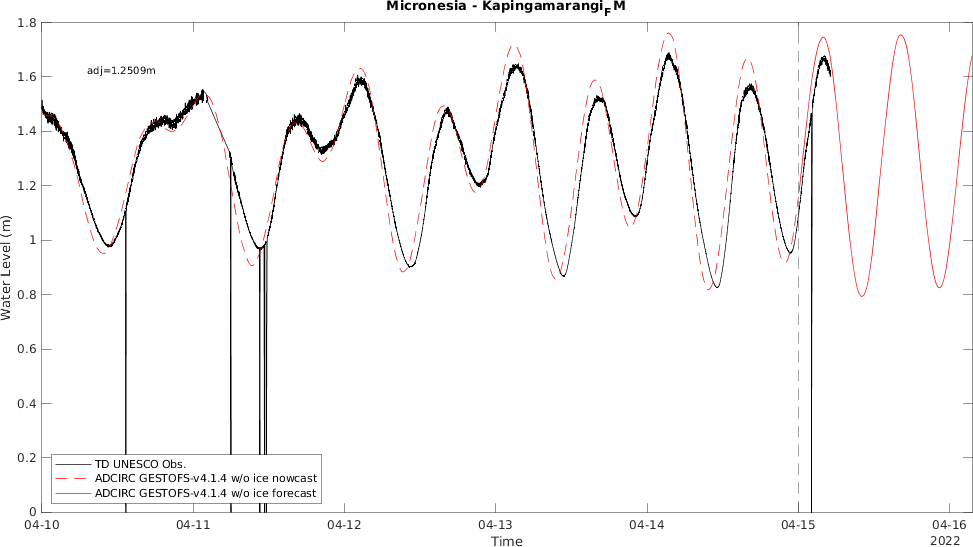 Micronesia - Kapingamarangi_FM
1.8
1.6
1.4
1.2
1
0.8
0.6
0.4
0.2
0
Water Level (m)
adj=1.2509m
TD UNESCO Obs.
ADCIRC GESTOFS-v4.1.4 w/o ice nowcast
ADCIRC GESTOFS-v4.1.4 w/o ice forecast
04-10 04-11 04-12 04-13 04-14 04-15 04-16
Time
2022